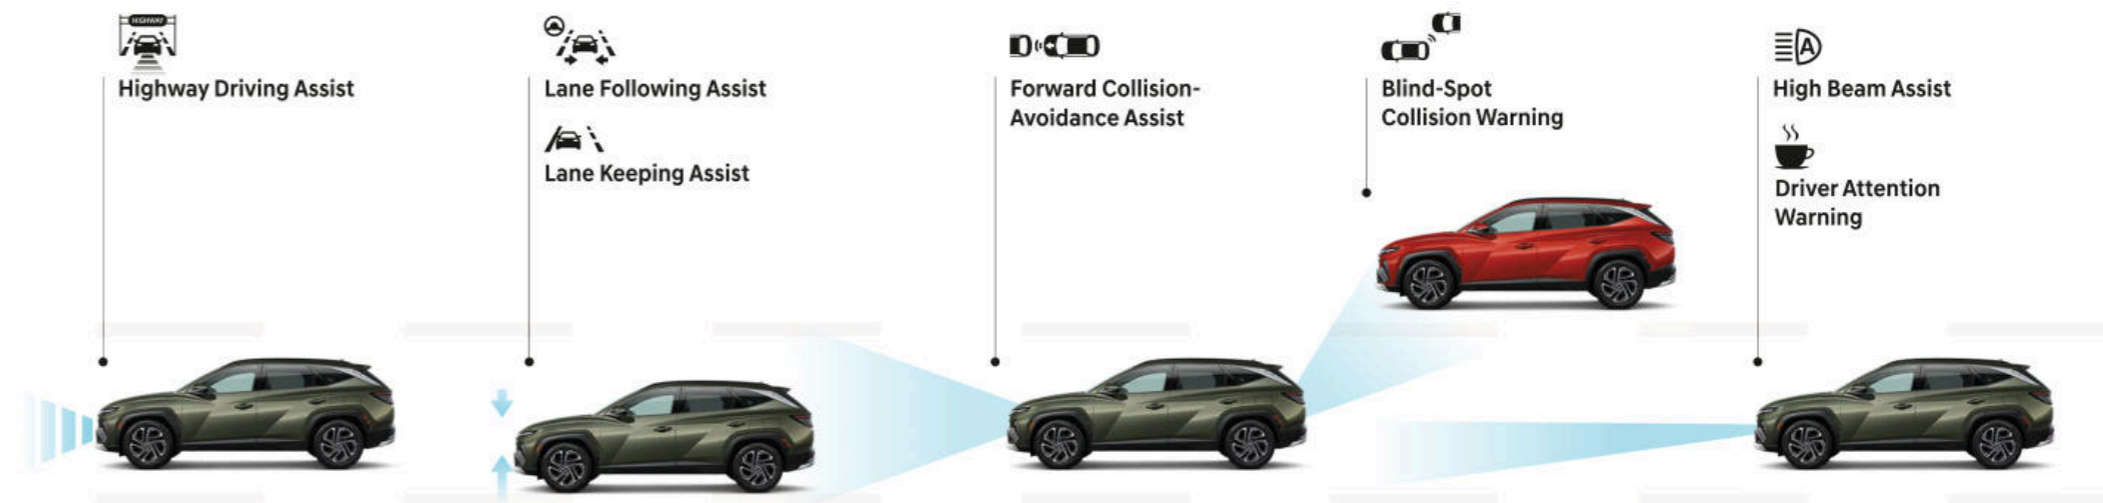 HIGHWAY
Highway Driving Assist
Lane Following Assist
Lane Keeping Assist
Forward Collision-
Avoidance Assist
Blind-Spot
Collision Warning
A
High Beam Assist
Driver Attention
Warning